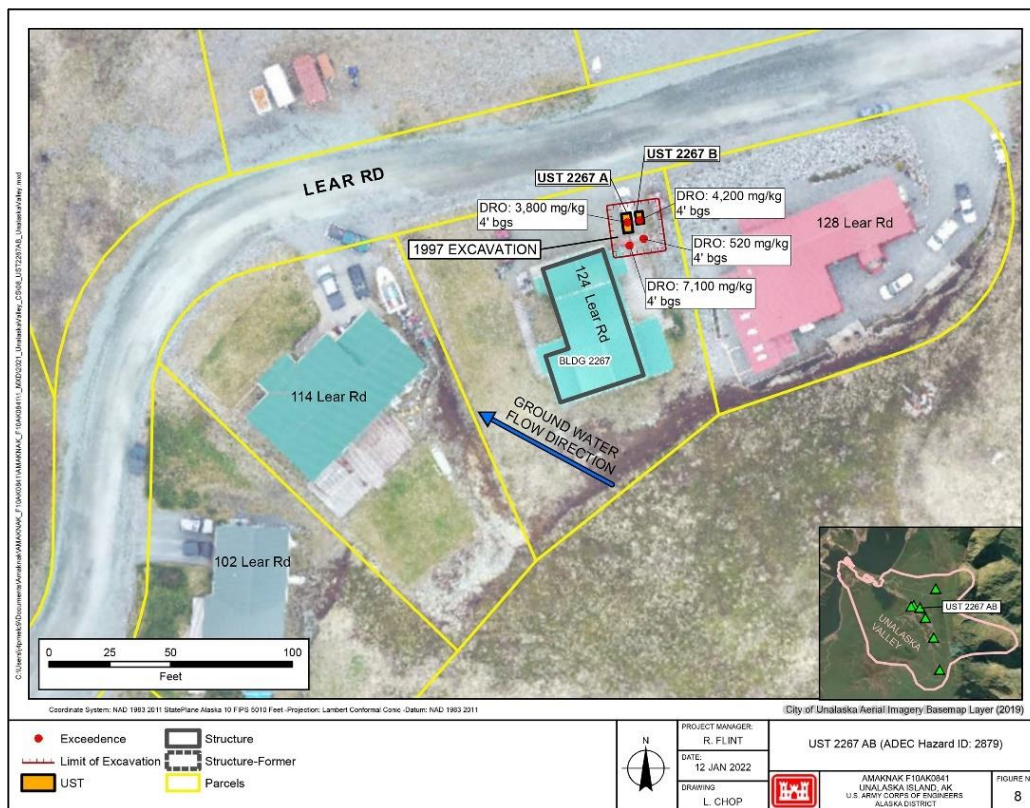 LEAR RD
UST 2267 B
UST 2267 A
DRO: 3,800 mg/kg
4' bgs
DRO: 4,200 mg/kg
4' bgs
128 Lear Rd
1997 EXCAVATION
DRO: 520 mg/kg
4' bgs
DRO: 7,100 mg/kg
4' bgs
124 Lear Rd
BLDG 2267
114 Lear Rd
GROUND WATER
FLOW DIRECTION
102 Lear Rd
UST 2267 AB
UNALASKA
VALLEY
0 25 50 100
Feet
Coordinate System: NAD 1983 2011 StatePlane Alaska 10 FIPS 5010 Feet -Projection: Lambert Conformal Conic -Datum: NAD 1983 2011
City of Unalaska Aerial Imagery Basemap Layer (2019)
Exceedence
Limit of Excavation
UST
Structure
Structure-Former
Parcels
N
PROJECT MANAGER:
R. FLINT
DATE:
12 JAN 2022
DRAWING
L. CHOP
UST 2267 AB (ADEC Hazard ID: 2879)
AMAKNAK F10AK0841
UNALASKA ISLAND, AK
U.S. ARMY CORPS OF ENGINEERS
ALASKA DISTRICT
FIGURE N
8